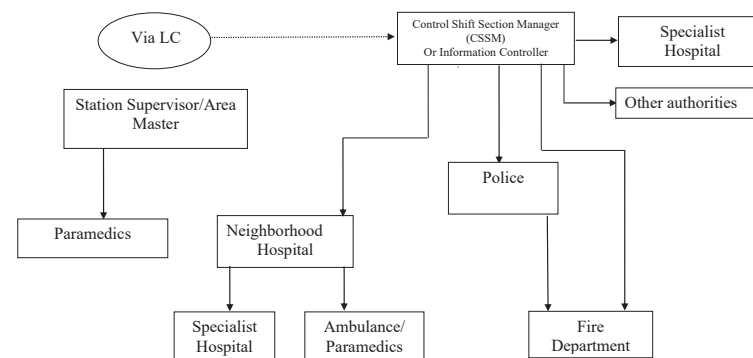 Via LC
Control Shift Section Manager
(CSSM)
Or Information Controller
Specialist
Hospital
Station Supervisor/Area
Master
Other authorities
Police
Paramedics
Neighborhood
Hospital
Specialist
Hospital
Ambulance/
Paramedics
Fire
Department